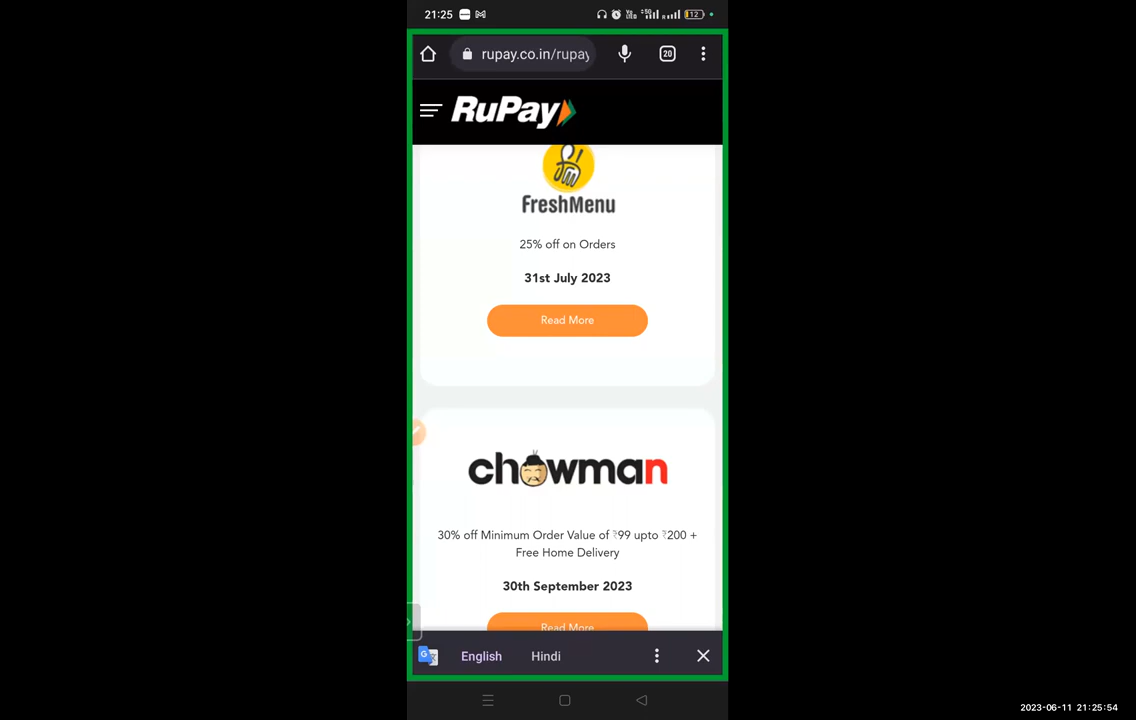 21:25
12
rupay.co.in/rupay
20
RuPay
FreshMenu
25% off on Orders
31st July 2023
Read More
chowman
30% off Minimum Order Value of ₹99 upto ₹200 +
Free Home Delivery
30th September 2023
Read More
English Hindi
2023-06-11 21:25:54